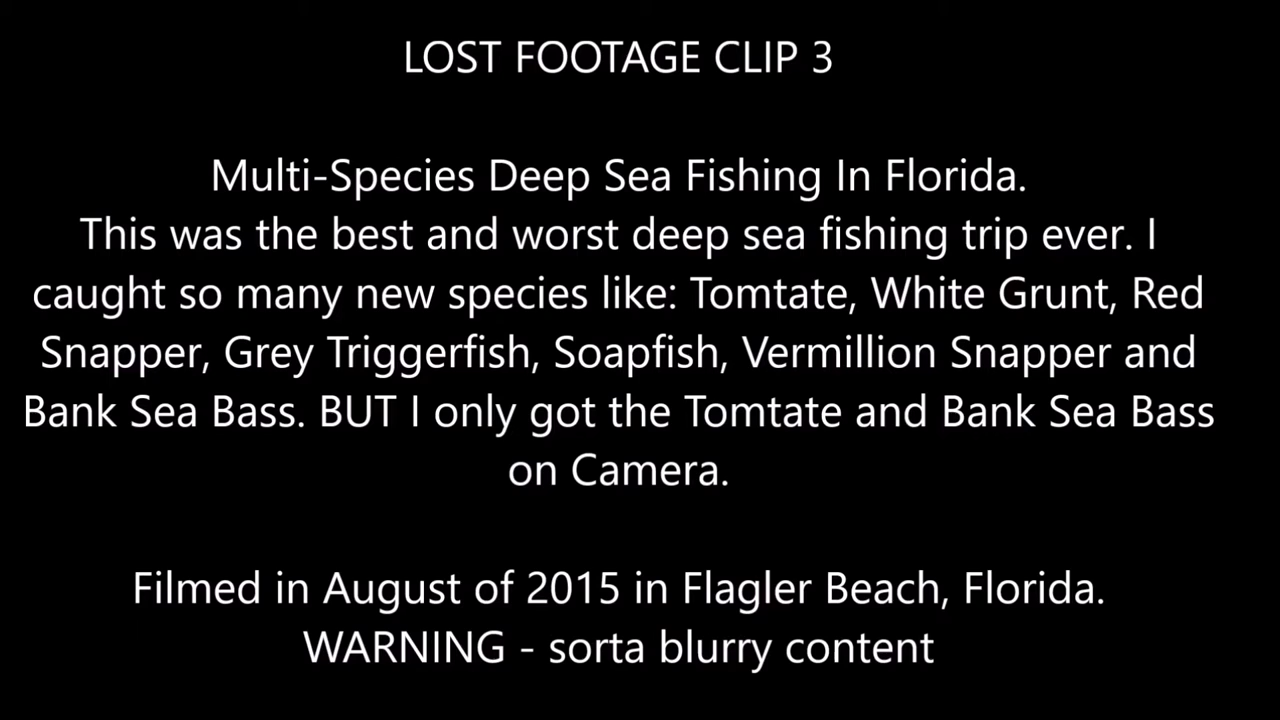 LOST FOOTAGE CLIP 3
Multi-Species Deep Sea Fishing In Florida.
This was the best and worst deep sea fishing trip ever. I
caught so many new species like: Tomtate, White Grunt, Red
Snapper, Grey Triggerfish, Soapfish, Vermillion Snapper and
Bank Sea Bass. BUT I only got the Tomtate and Bank Sea Bass
on Camera.
Filmed in August of 2015 in Flagler Beach, Florida.
WARNING - sorta blurry content